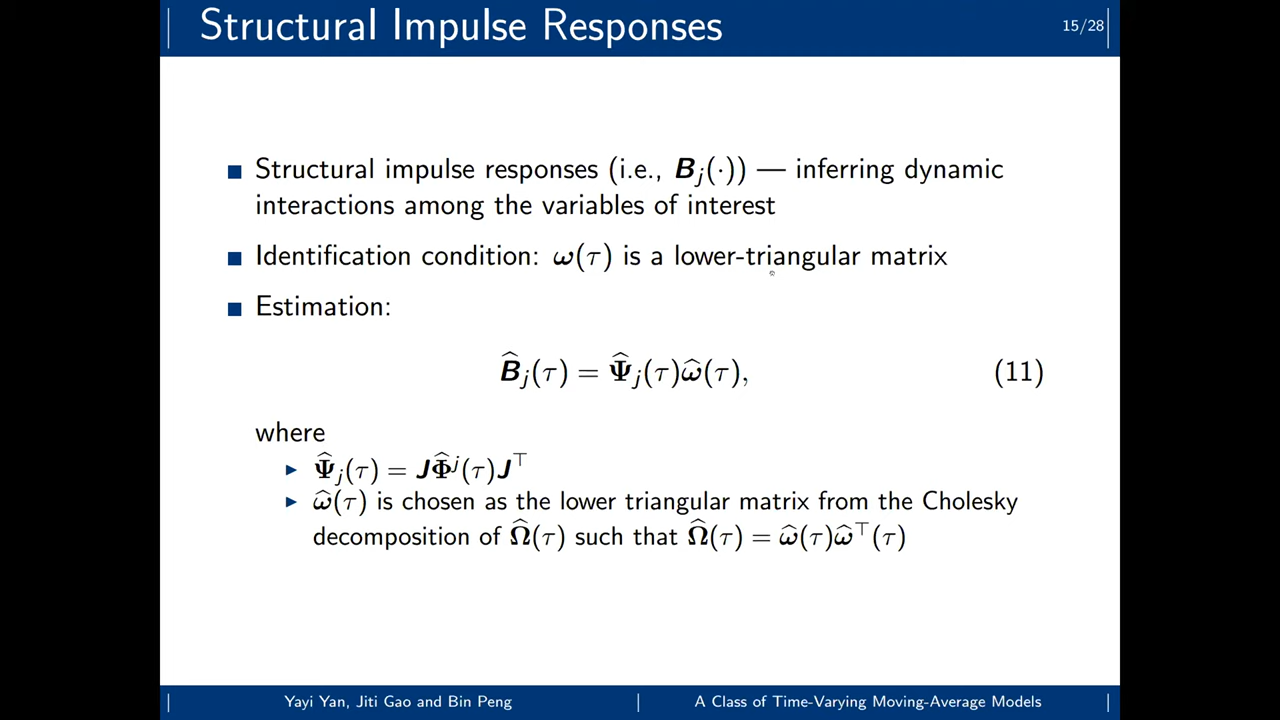 Structural Impulse Responses
15/28
■ Structural impulse responses (i.e., B_j(·)) — inferring dynamic
interactions among the variables of interest
■ Identification condition: ω(τ) is a lower-triangular matrix
■ Estimation:
B̂_j(τ) = Ψ̂_j(τ)ω̂(τ), (11)
where
▶ Ψ̂_j(τ) = JΦ̂^j(τ)J^⊤
▶ ω̂(τ) is chosen as the lower triangular matrix from the Cholesky
decomposition of Ω̂(τ) such that Ω̂(τ) = ω̂(τ)ω̂^⊤(τ)
Yayi Yan, Jiti Gao and Bin Peng
A Class of Time-Varying Moving-Average Models